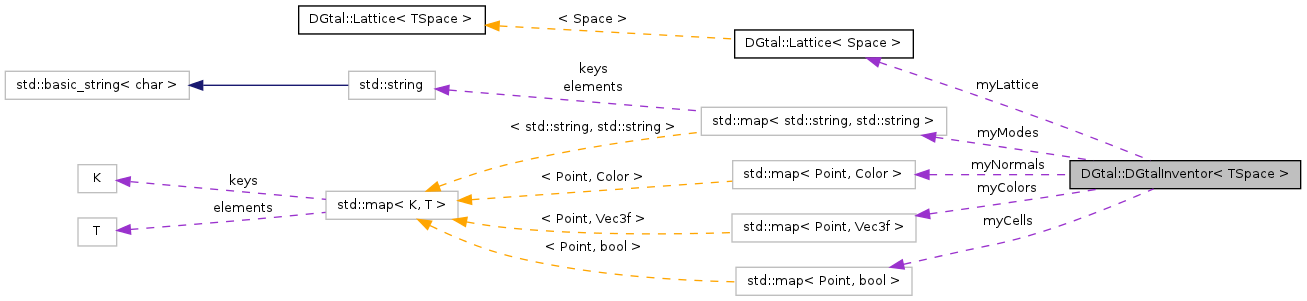 DGtal::Lattice< TSpace >
< Space >
DGtal::Lattice< Space >
keys
elements
std::basic_string< char >
std::string
myLattice
std::map< std::string, std::string >
< std::string, std::string >
myModes
K
keys
< Point, Color >
std::map< Point, Color >
myNormals
DGtal::DGtalInventor< TSpace >
myColors
elements
std::map< K, T >
T
< Point, Vec3f >
std::map< Point, Vec3f >
myCells
< Point, bool >
std::map< Point, bool >